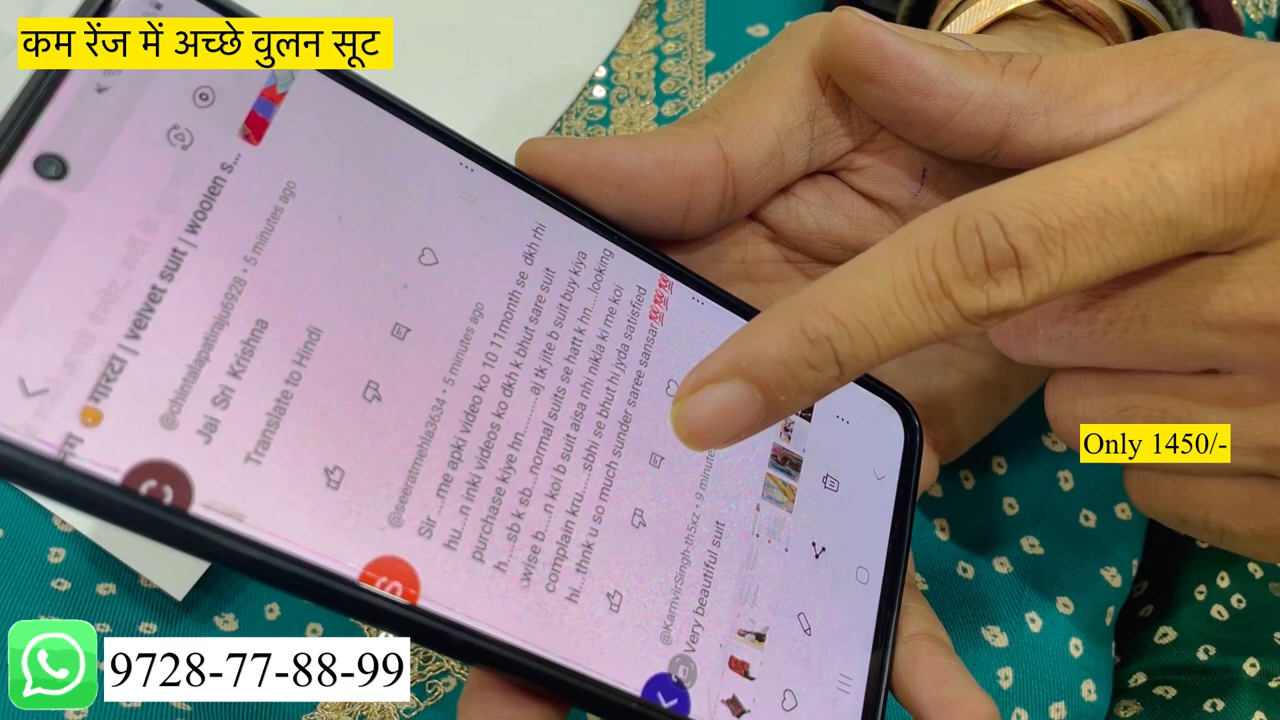 कम रेंज में अच्छे वुलन सूट
गारस्टा | velvet suit | woolen s...
@chintalapatiraju6928 • 5 minutes ago
Jai Sri Krishna
Translate to Hindi
@seeratmehla3634 • 5 minutes ago
Sir ...me apki video ko 10 11month se dkh rhi
hu...n inki videos ko dkh k bhut sare suit
purchase kiye hn.......... aj tk jite b suit buy kiya
h....sb k sb...normal suits se hatt k hn....looking
wise b....n koi b suit aisa nhi nikla ki me koi
complain kru.....sbhi se bhut hi jyda satisfied
hi...thnk u so much sunder saree sansar💯💯💯
@KamvirSingh-th5xz • 9 minute
Very beautiful suit
Only 1450/-
9728-77-88-99